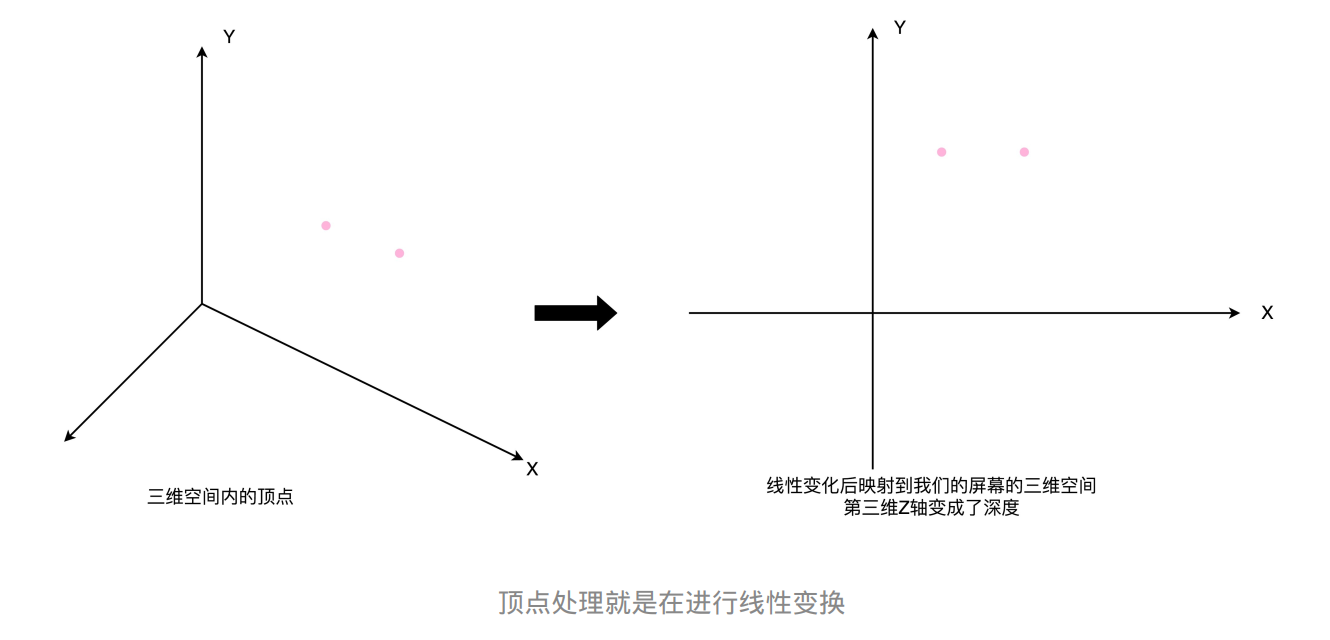 Y
X
三维空间内的顶点
Y
X
线性变化后映射到我们的屏幕的三维空间
第三维Z轴变成了深度
顶点处理就是在进行线性变换